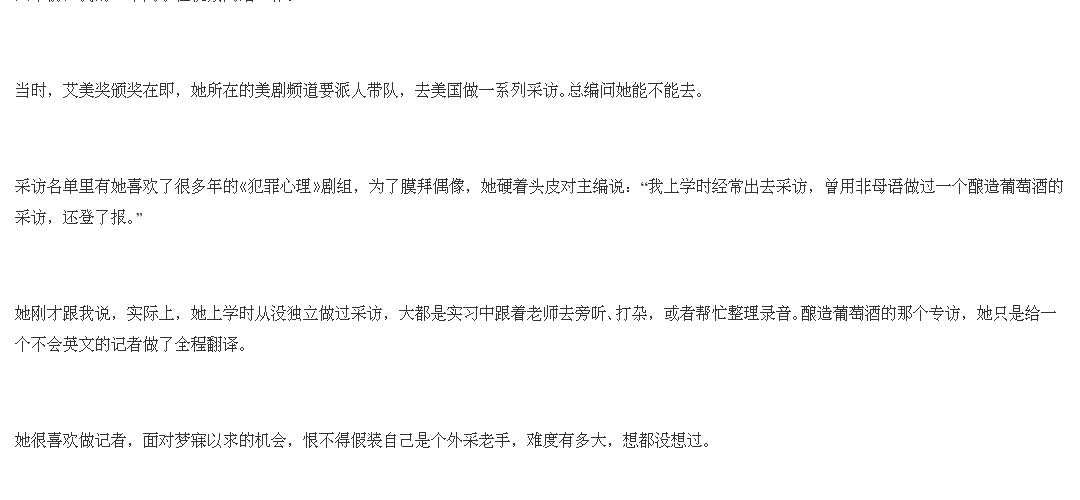 当时，艾美奖颁奖在即，她所在的美剧频道要派人带队，去美国做一系列采访。总编问她能不能去。
采访名单里有她喜欢了很多年的《犯罪心理》剧组，为了膜拜偶像，她硬着头皮对主编说：“我上学时经常出去采访，曾用非母语做过一个酿造葡萄酒的
采访，还登了报。”
她刚才跟我说，实际上，她上学时从没独立做过采访，大都是实习中跟着老师去旁听、打杂，或者帮忙整理录音。酿造葡萄酒的那个专访，她只是给一
个不会英文的记者做了全程翻译。
她很喜欢做记者，面对梦寐以求的机会，恨不得假装自己是个外采老手，难度有多大，想都没想过。